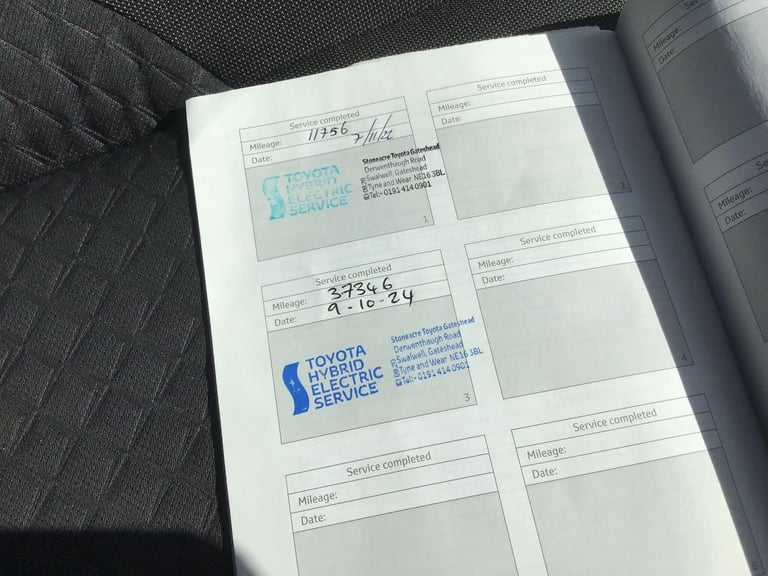 Service completed
Mileage: 11756
Date: 7/11/22
TOYOTA
HYBRID
ELECTRIC
SERVICE
Stoneacre Toyota Gateshead
Derwenthaugh Road
Swalwell, Gateshead
Tyne and Wear NE16 3BL
Tel:- 0191 414 0901
1
Service completed
Mileage:
Date:
2
Service completed
Mileage: 37346
Date: 9-10-24
TOYOTA
HYBRID
ELECTRIC
SERVICE
Stoneacre Toyota Gateshead
Derwenthaugh Road
Swalwell, Gateshead
Tyne and Wear NE16 3BL
Tel:- 0191 414 0901
3
Service completed
Mileage:
Date:
4
Service completed
Mileage:
Date:
Service completed
Mileage:
Date:
6
Mileage:
Date:
Mileage:
Date: